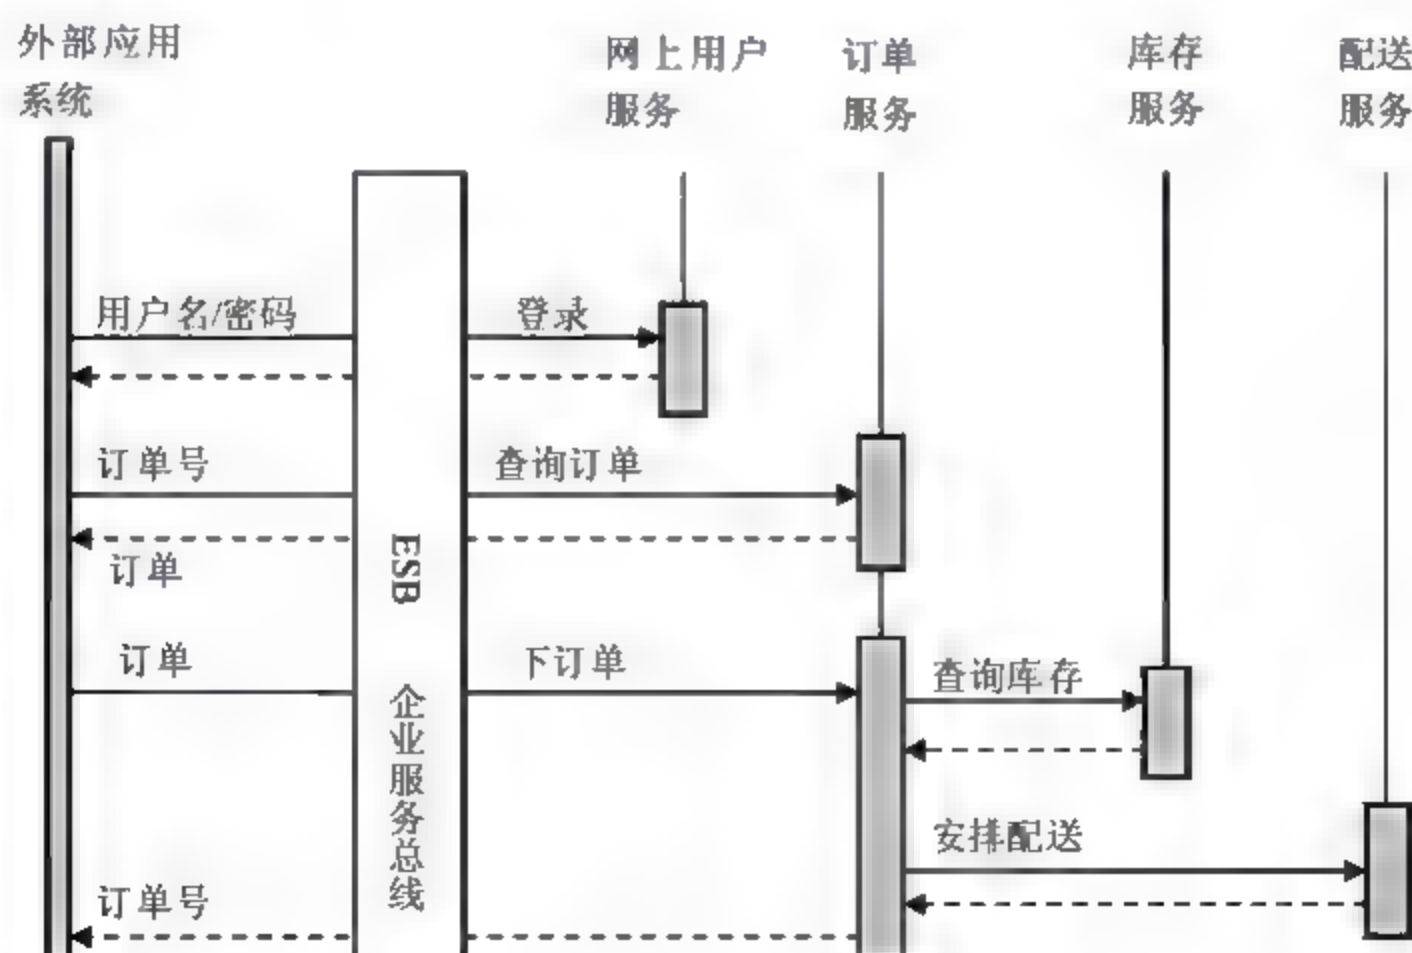 外部应用
系统
网上用户
服务
订单
服务
库存
服务
配送
服务
用户名/密码
登录
订单号
查询订单
订单
ESB
企业服务总线
订单
下订单
查询库存
安排配送
订单号